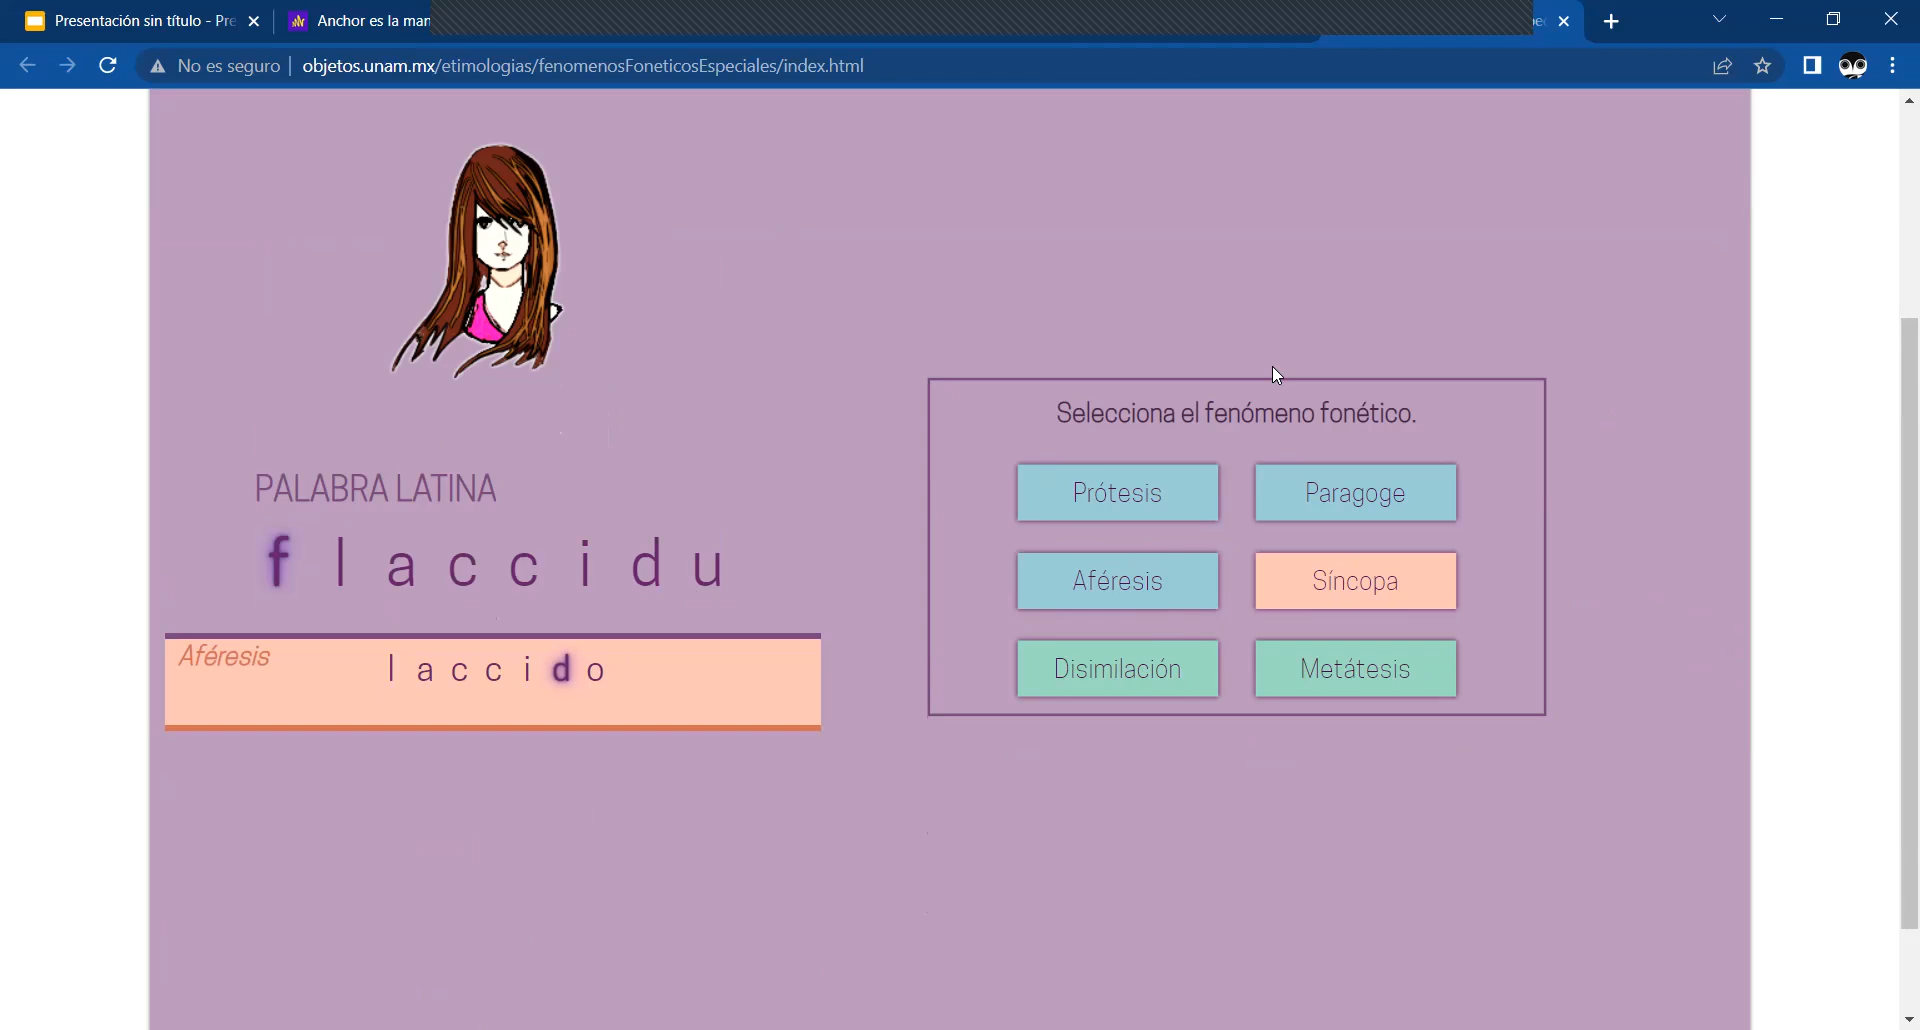 Presentación sin título - Pre
Anchor es la man
No es seguro
objetos.unam.mx/etimologias/fenomenosFoneticosEspeciales/index.html
PALABRA LATINA
f l a c c i d u
Aféresis
l a c c i d o
Selecciona el fenómeno fonético.
Prótesis Paragoge
Aféresis Síncopa
Disimilación Metátesis